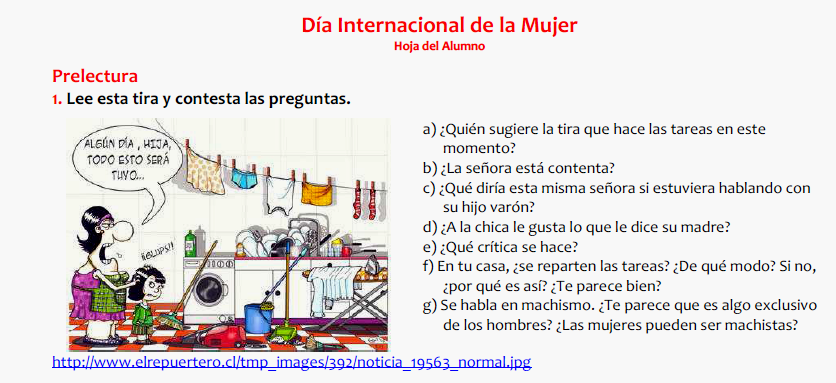 Día Internacional de la Mujer
Hoja del Alumno
Prelectura
1. Lee esta tira y contesta las preguntas.
ALGÚN DÍA, HIJA,
TODO ESTO SERÁ
TUYO...
¡¡GLUPS!!
a) ¿Quién sugiere la tira que hace las tareas en este
momento?
b) ¿La señora está contenta?
c) ¿Qué diría esta misma señora si estuviera hablando con
su hijo varón?
d) ¿A la chica le gusta lo que le dice su madre?
e) ¿Qué crítica se hace?
f) En tu casa, ¿se reparten las tareas? ¿De qué modo? Si no,
¿por qué es así? ¿Te parece bien?
g) Se habla en machismo. ¿Te parece que es algo exclusivo
de los hombres? ¿Las mujeres pueden ser machistas?
http://www.elrepuertero.cl/tmp_images/392/noticia_19563_normal.jpg